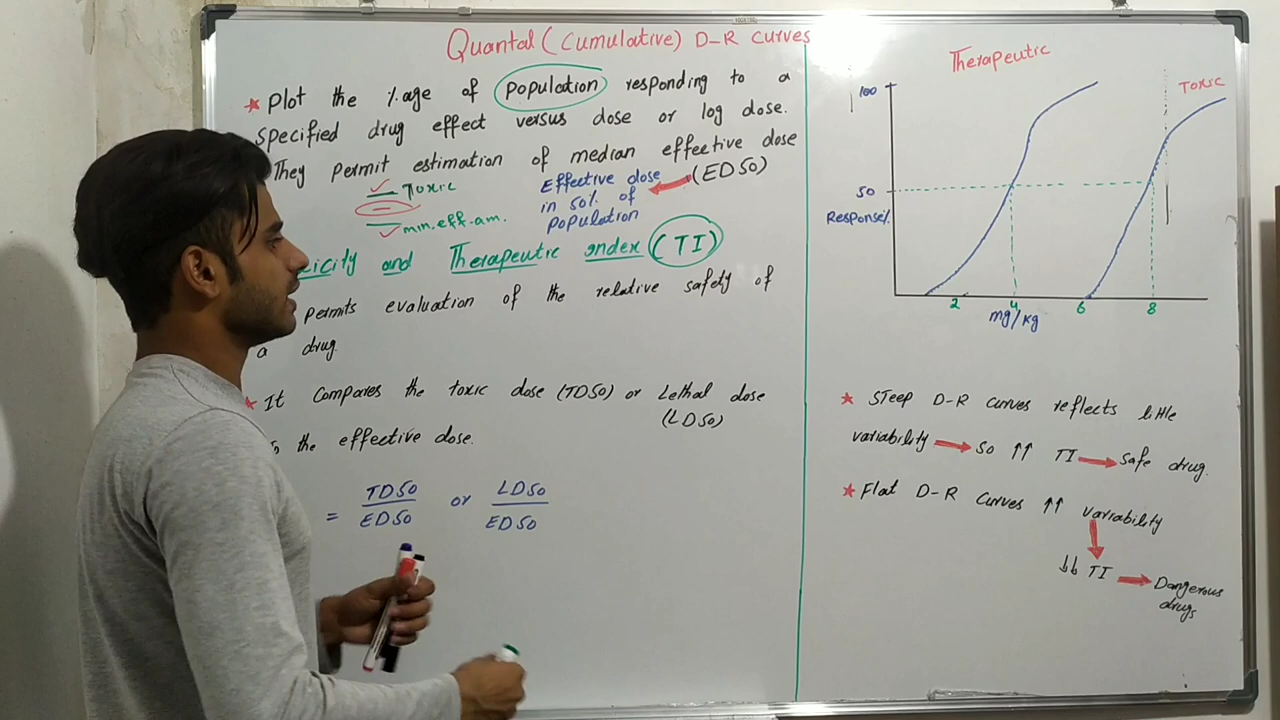 Quantal (Cumulative) D-R curves
* Plot the %age of population responding to a
specified drug effect versus dose or log dose.
They permit estimation of median effective dose
(ED50)
Effective dose
in 50% of
population
Toxic
min.eff.am.
icity and Therapeutic index (TI)
permits evaluation of the relative safety of
a drug
* It compares the toxic dose (TD50) or Lethal dose
(LD50)
the effective dose.
= TD50 or LD50
ED50 ED50
Therapeutic
Toxic
100
50
Response%
2 4 6 8
mg/kg
* Steep D-R curves reflects little
variability → So ↑↑ TI → Safe drug.
* Flat D-R Curves ↑↑ variability
↓↓ TI → Dangerous
drugs